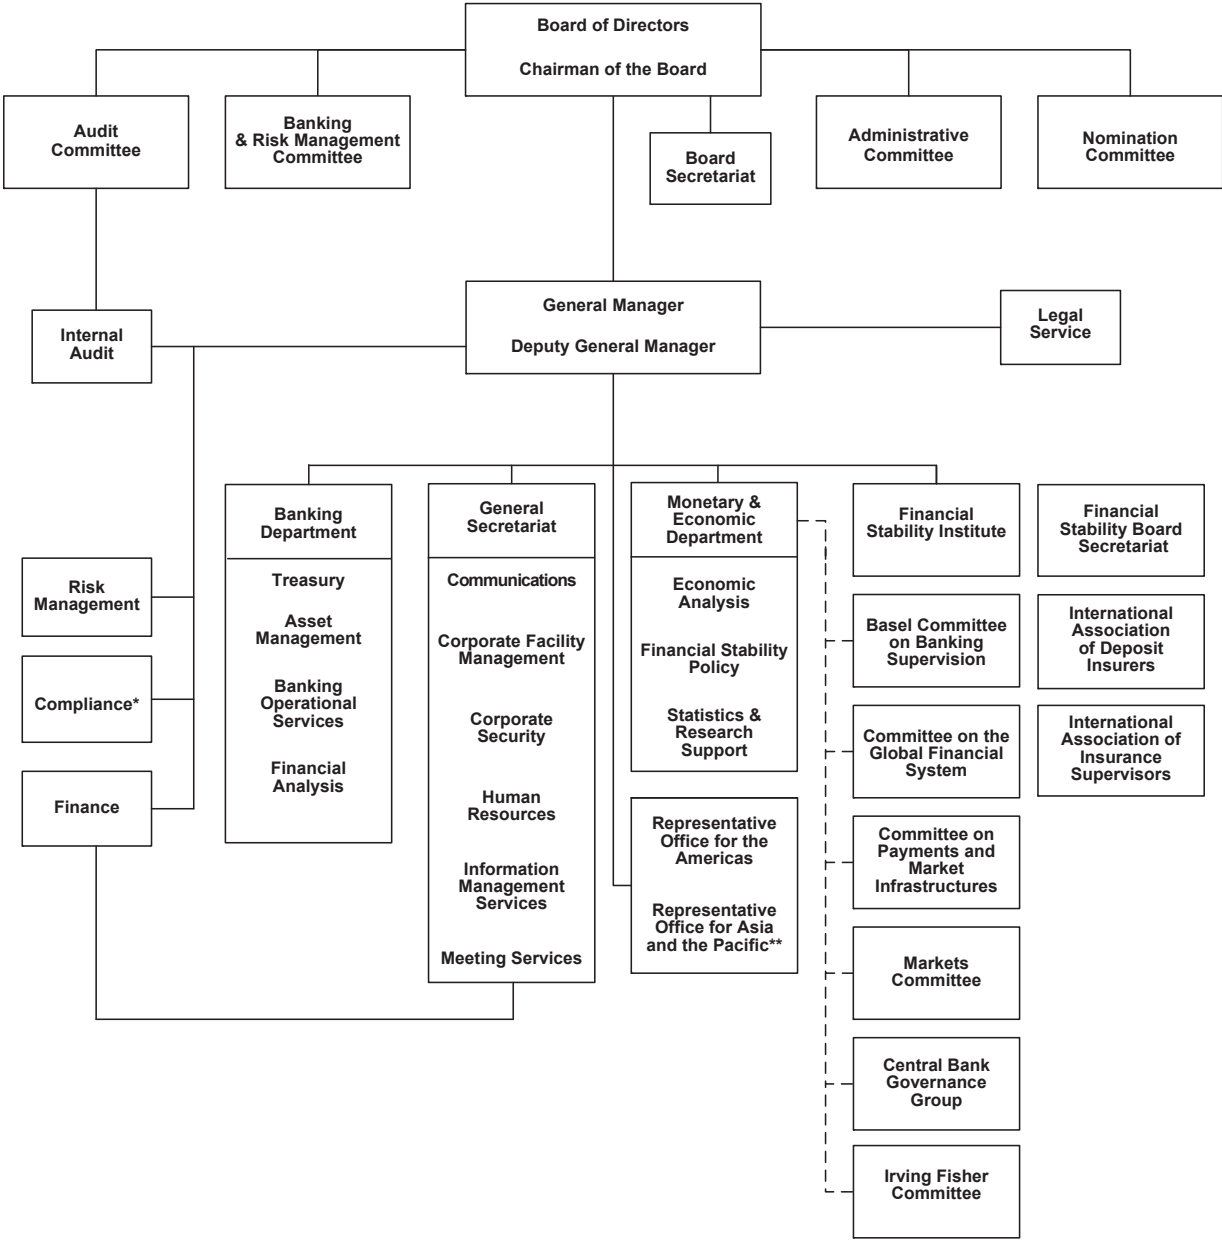 Board of Directors
Chairman of the Board
Audit
Committee
Banking
& Risk Management
Committee
Board
Secretariat
Administrative
Committee
Nomination
Committee
General Manager
Deputy General Manager
Internal
Audit
Legal
Service
Risk
Management
Compliance*
Finance
Banking
Department
Treasury
Asset
Management
Banking
Operational
Services
Financial
Analysis
General
Secretariat
Communications
Corporate Facility
Management
Corporate
Security
Human
Resources
Information
Management
Services
Meeting Services
Monetary &
Economic
Department
Economic
Analysis
Financial Stability
Policy
Statistics &
Research
Support
Representative
Office for the
Americas
Representative
Office for Asia
and the Pacific**
Financial
Stability Institute
Basel Committee
on Banking
Supervision
Committee on the
Global Financial
System
Committee on
Payments and
Market
Infrastructures
Markets
Committee
Central Bank
Governance
Group
Irving Fisher
Committee
Financial
Stability Board
Secretariat
International
Association
of Deposit
Insurers
International
Association of
Insurance
Supervisors